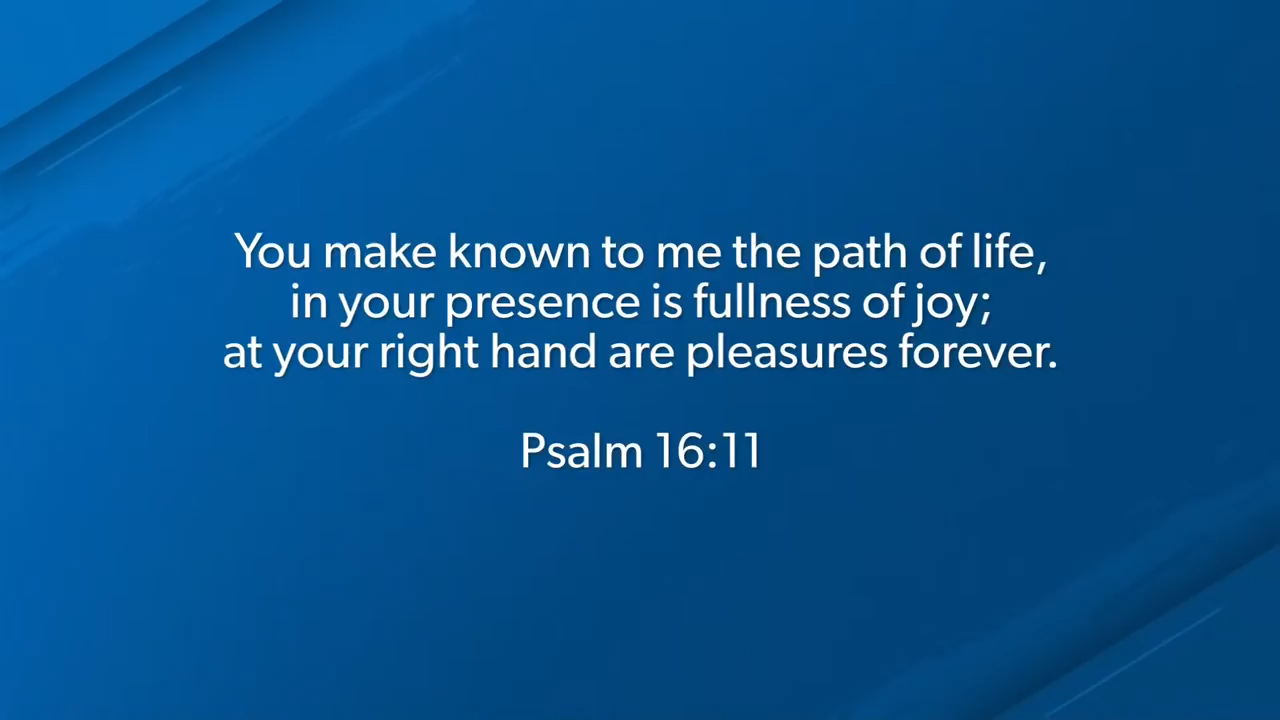 You make known to me the path of life,
in your presence is fullness of joy;
at your right hand are pleasures forever.
Psalm 16:11